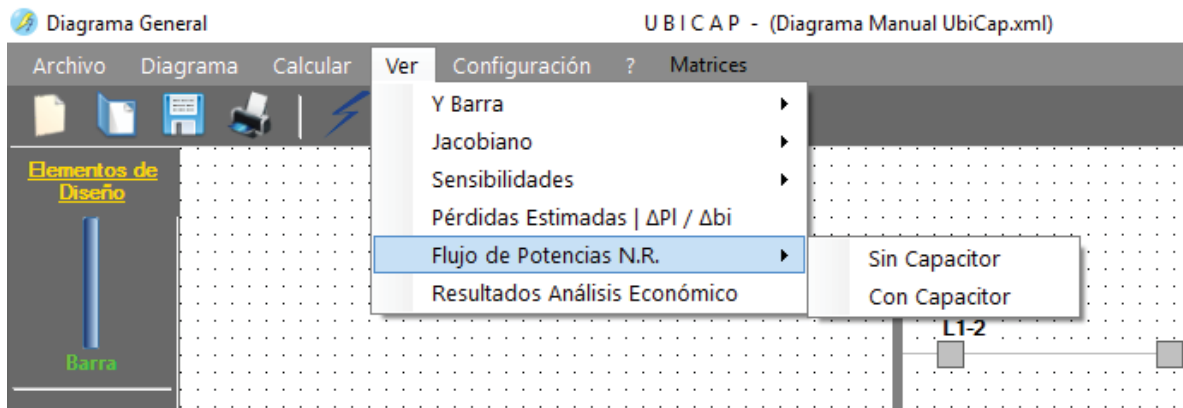 Diagrama General
U B I C A P - (Diagrama Manual UbiCap.xml)
Archivo Diagrama Calcular Ver Configuración ? Matrices
Y Barra
Jacobiano
Sensibilidades
Pérdidas Estimadas | ΔPl / Δbi
Flujo de Potencias N.R.
Resultados Análisis Económico
Sin Capacitor
Con Capacitor
Elementos de
Diseño
Barra
L1-2